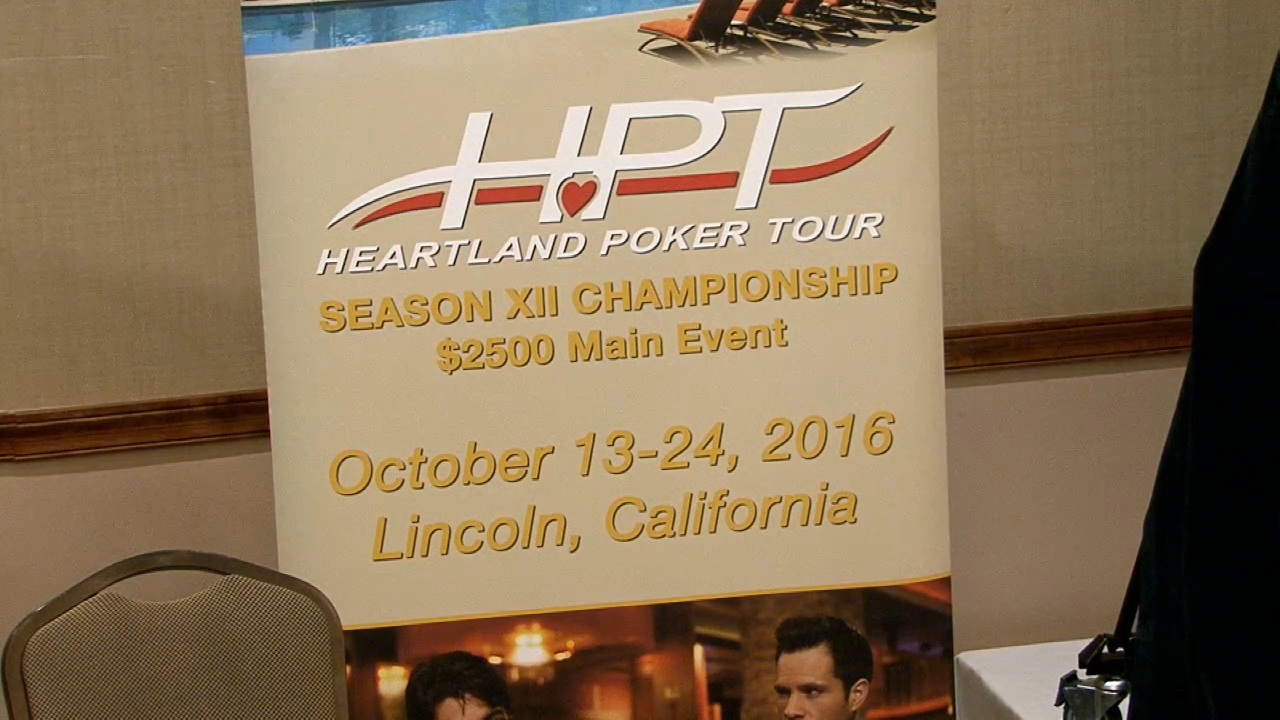 HPT
HEARTLAND POKER TOUR
SEASON XII CHAMPIONSHIP
$2500 Main Event
October 13-24, 2016
Lincoln, California